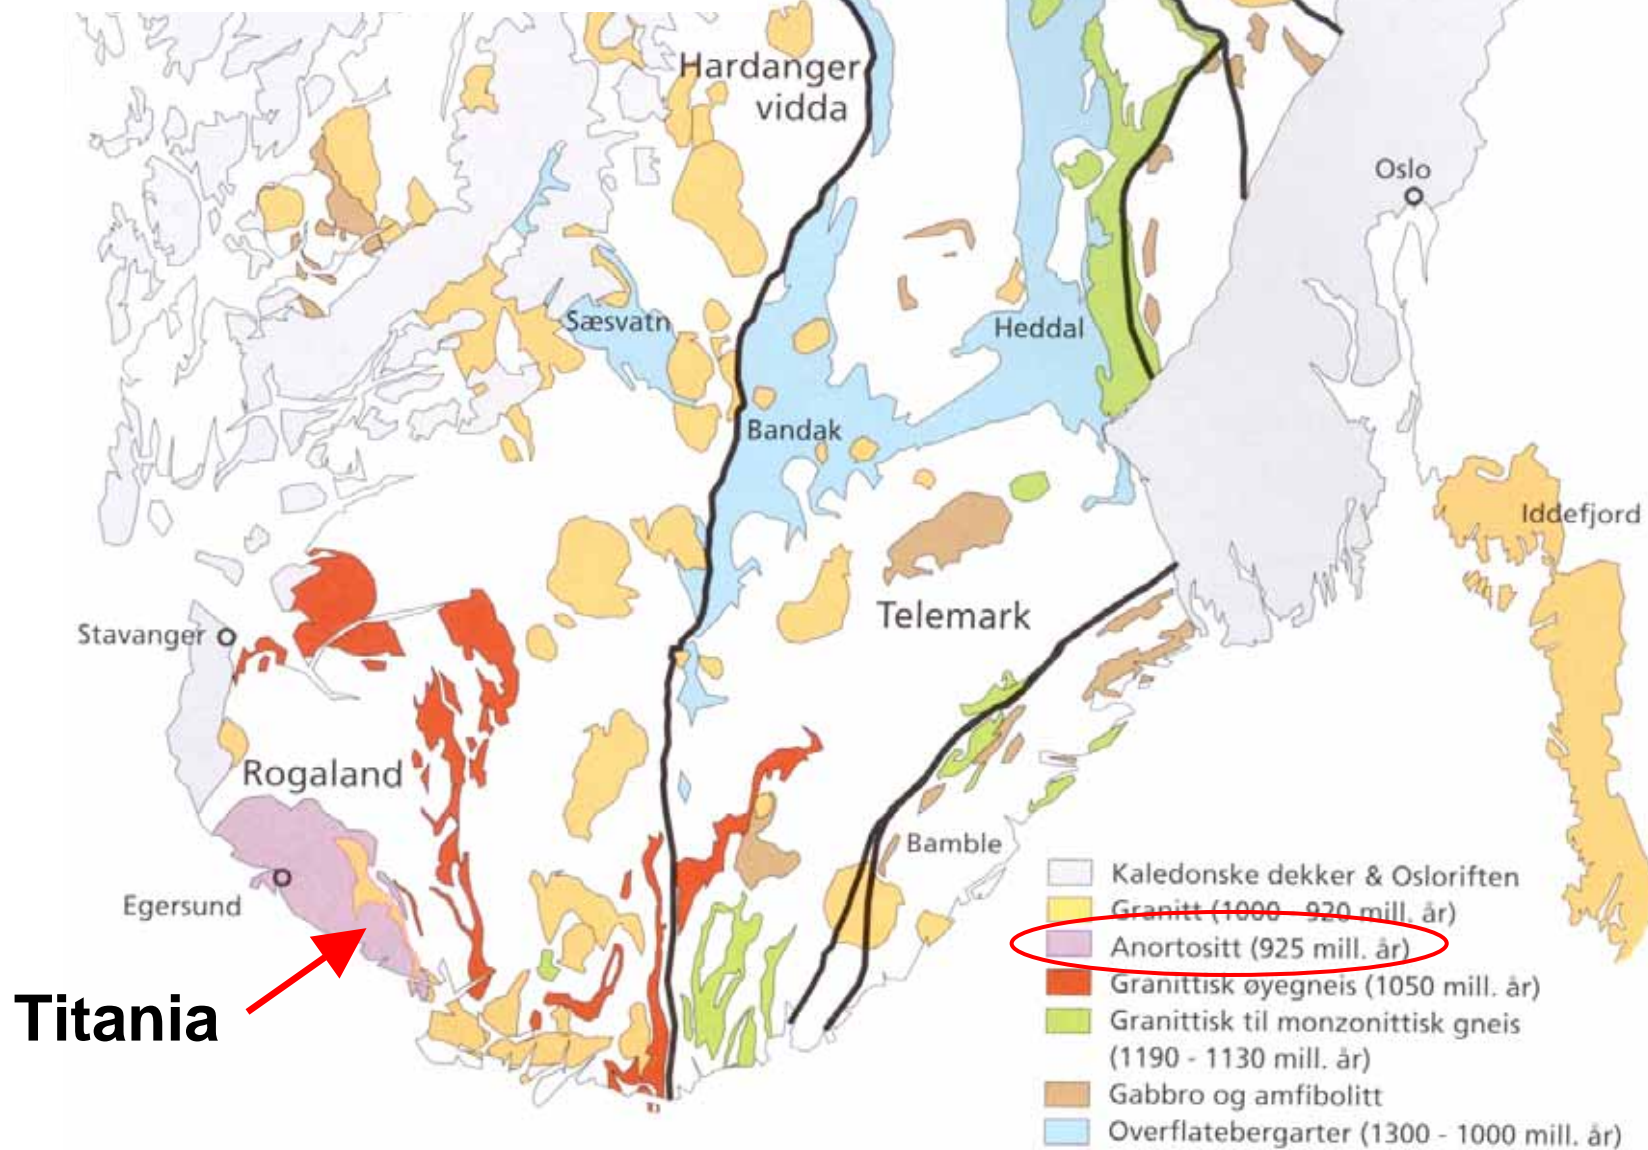 Hardanger
vidda
Oslo
Sæsvatn
Heddal
Bandak
Iddefjord
Telemark
Stavanger
Rogaland
Bamble
Egersund
Titania
Kaledonske dekker & Osloriften
Granitt (1000 - 920 mill. år)
Anortositt (925 mill. år)
Granittisk øyegneis (1050 mill. år)
Granittisk til monzonittisk gneis
(1190 - 1130 mill. år)
Gabbro og amfibolitt
Overflatebergarter (1300 - 1000 mill. år)